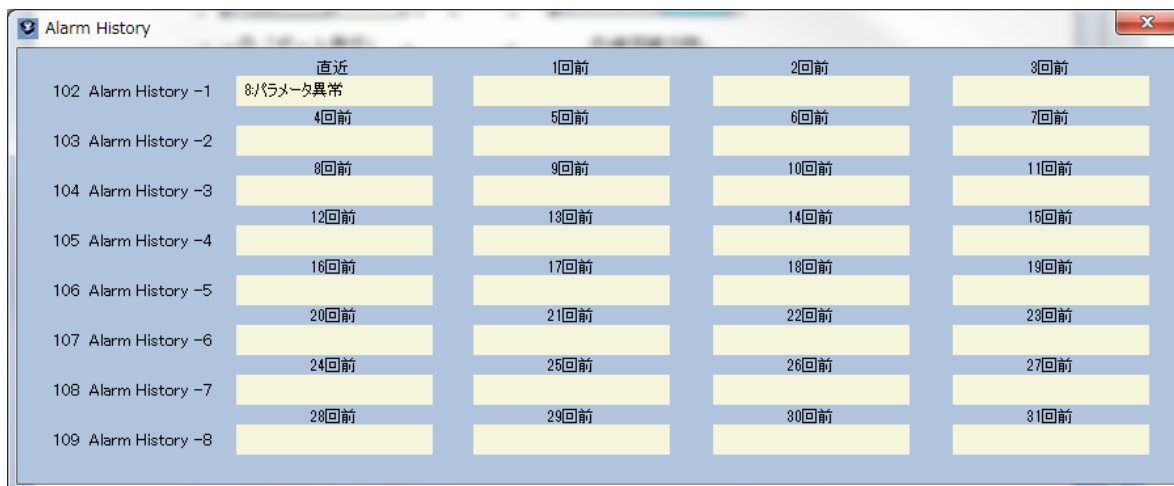 Alarm History
直近 1回前 2回前 3回前
102 Alarm History -1 8:パラメータ異常
4回前 5回前 6回前 7回前
103 Alarm History -2
8回前 9回前 10回前 11回前
104 Alarm History -3
12回前 13回前 14回前 15回前
105 Alarm History -4
16回前 17回前 18回前 19回前
106 Alarm History -5
20回前 21回前 22回前 23回前
107 Alarm History -6
24回前 25回前 26回前 27回前
108 Alarm History -7
28回前 29回前 30回前 31回前
109 Alarm History -8